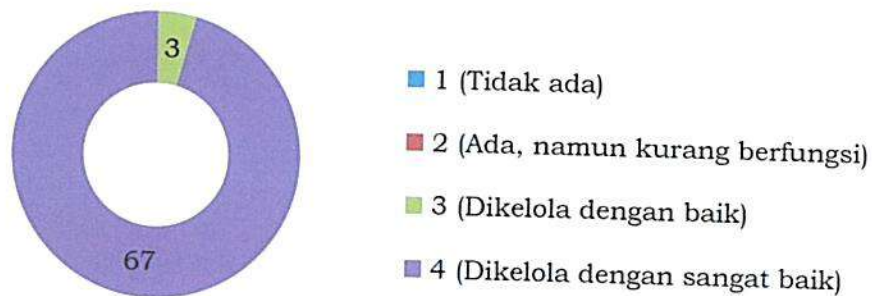 3
67
1 (Tidak ada)
2 (Ada, namun kurang berfungsi)
3 (Dikelola dengan baik)
4 (Dikelola dengan sangat baik)